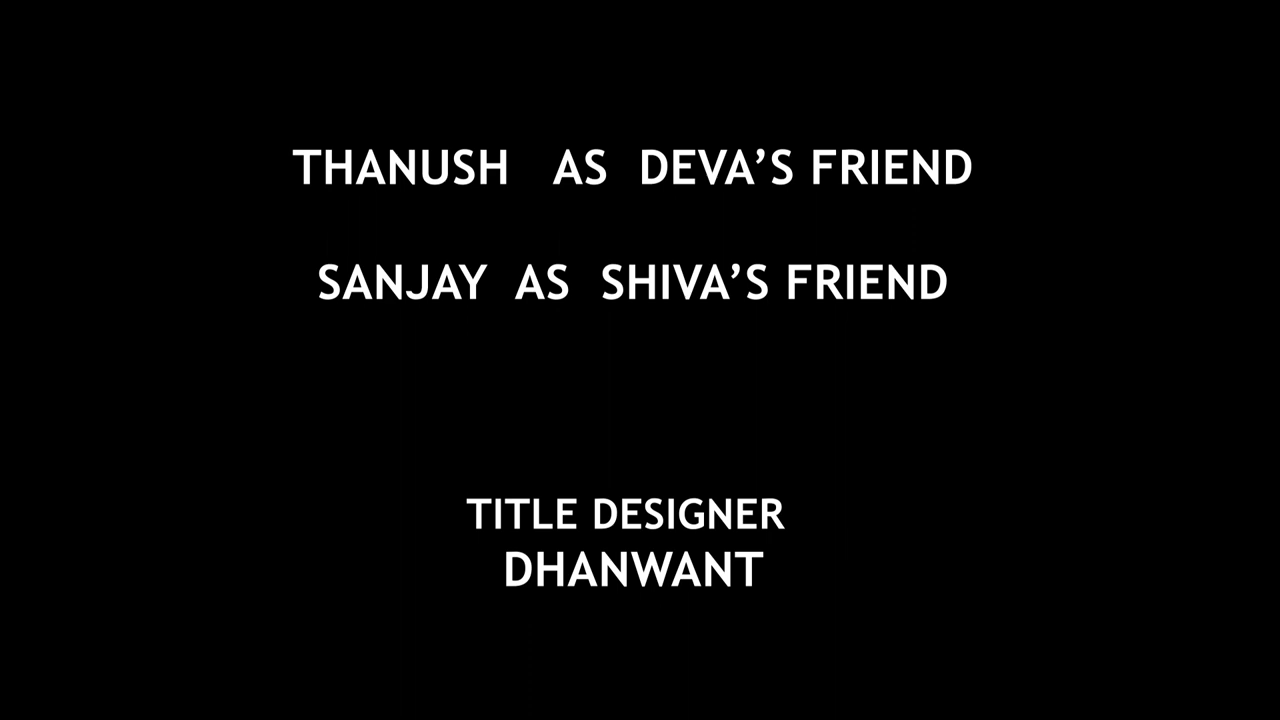 THANUSH AS DEVA’S FRIEND
SANJAY AS SHIVA’S FRIEND
TITLE DESIGNER
DHANWANT